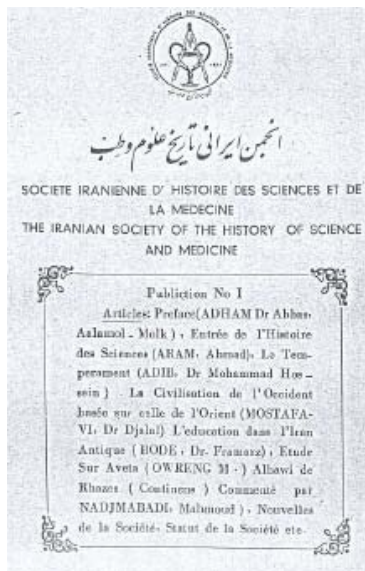 انجمن ایرانی تاریخ علوم و طب
SOCIETE IRANIENNE D' HISTOIRE DES SCIENCES ET DE
LA MEDECINE
THE IRANIAN SOCIETY OF THE HISTORY OF SCIENCE
AND MEDICINE
Publiction No I
Articles: Preface(ADHAM Dr Abbas,
Aalamol - Molk), Entrée de l'Histoire
des Sciences (ARAM, Ahmad), Le Tem-
perament (ADIB, Dr Mohammad Hos-
sein) La Civilisation de l'Occident
basée sur celle de l'Orient (MOSTAFA-
VI, Dr Djalal) L'education dans l'Iran
Antique (BODE, Dr. Framarz), Etude
Sur Avesta (OWRENG M.) Alhawi de
Rhazes (Continens) Commenté par
NADJMABADI, Mahmoud), Nouvelles
de la Société, Statut de la Société etc.